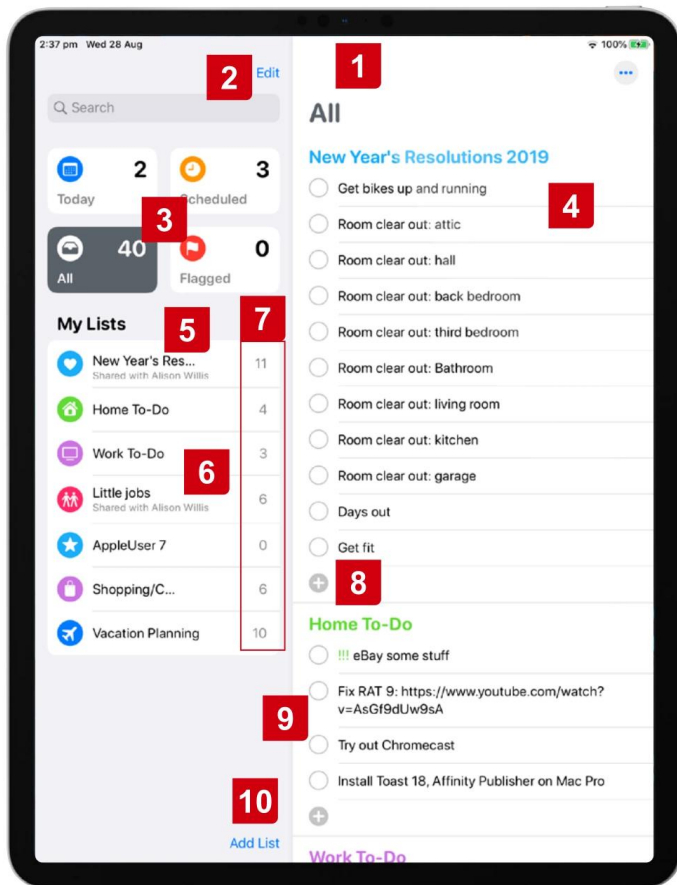 2:37 pm Wed 28 Aug
100%
1
2
Edit
Search
2
Today
3
Scheduled
3
40
All
0
Flagged
My Lists
5
7
New Year's Res...
Shared with Alison Willis
11
Home To-Do
4
Work To-Do
3
6
Little jobs
Shared with Alison Willis
6
AppleUser 7
0
Shopping/C...
6
Vacation Planning
10
10
Add List
All
New Year's Resolutions 2019
Get bikes up and running
4
Room clear out: attic
Room clear out: hall
Room clear out: back bedroom
Room clear out: third bedroom
Room clear out: Bathroom
Room clear out: living room
Room clear out: kitchen
Room clear out: garage
Days out
Get fit
8
Home To-Do
!!! eBay some stuff
Fix RAT 9: https://www.youtube.com/watch?
v=AsGf9dUw9sA
9
Try out Chromecast
Install Toast 18, Affinity Publisher on Mac Pro
Work To-Do